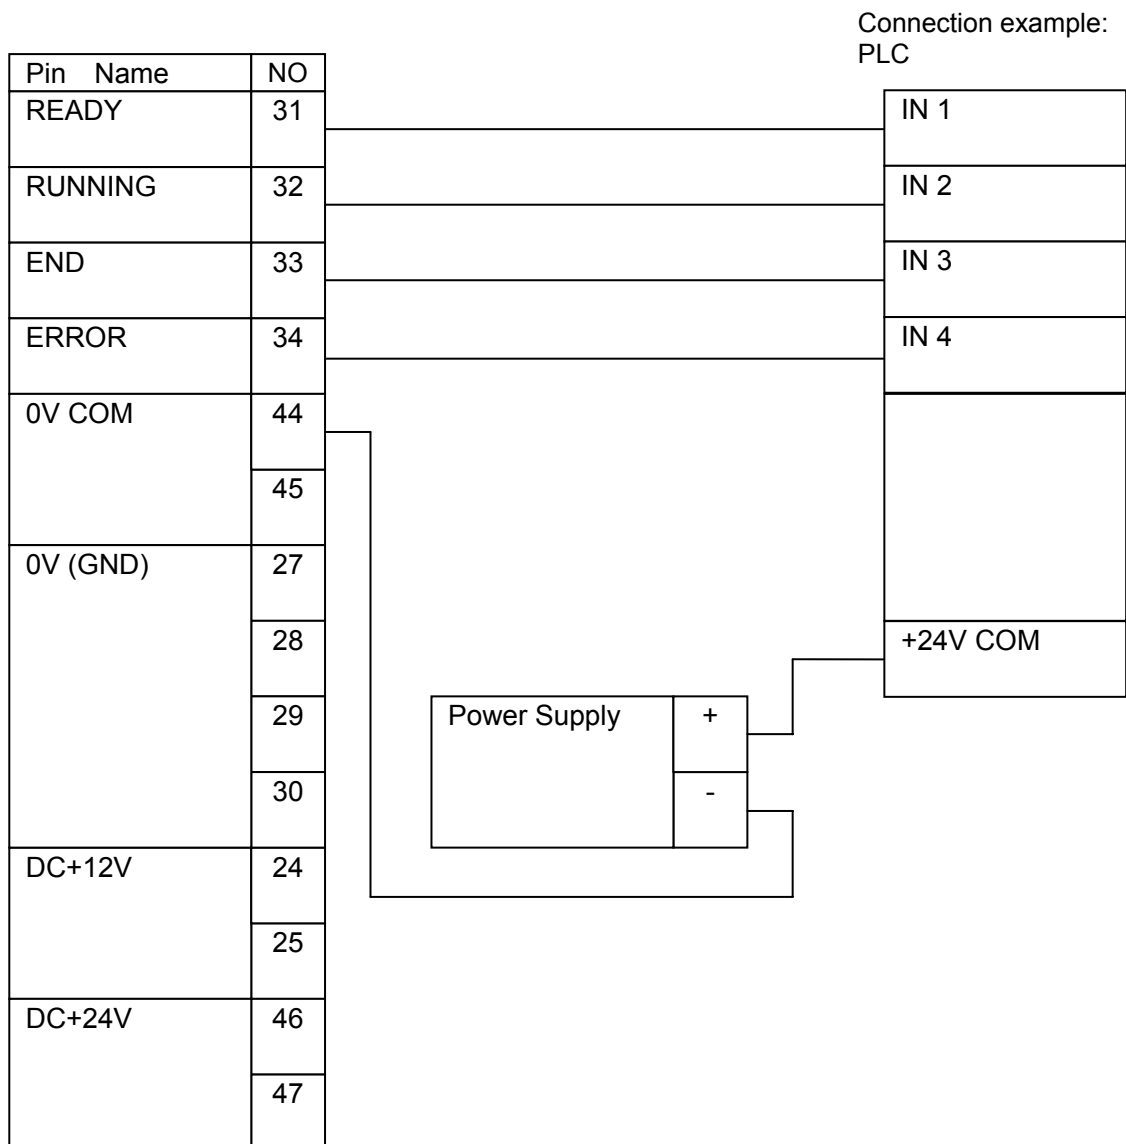 Connection example:
PLC
Pin Name NO
READY 31
RUNNING 32
END 33
ERROR 34
0V COM 44
45
0V (GND) 27
28
29
30
DC+12V 24
25
DC+24V 46
47
IN 1
IN 2
IN 3
IN 4
+24V COM
Power Supply +
-